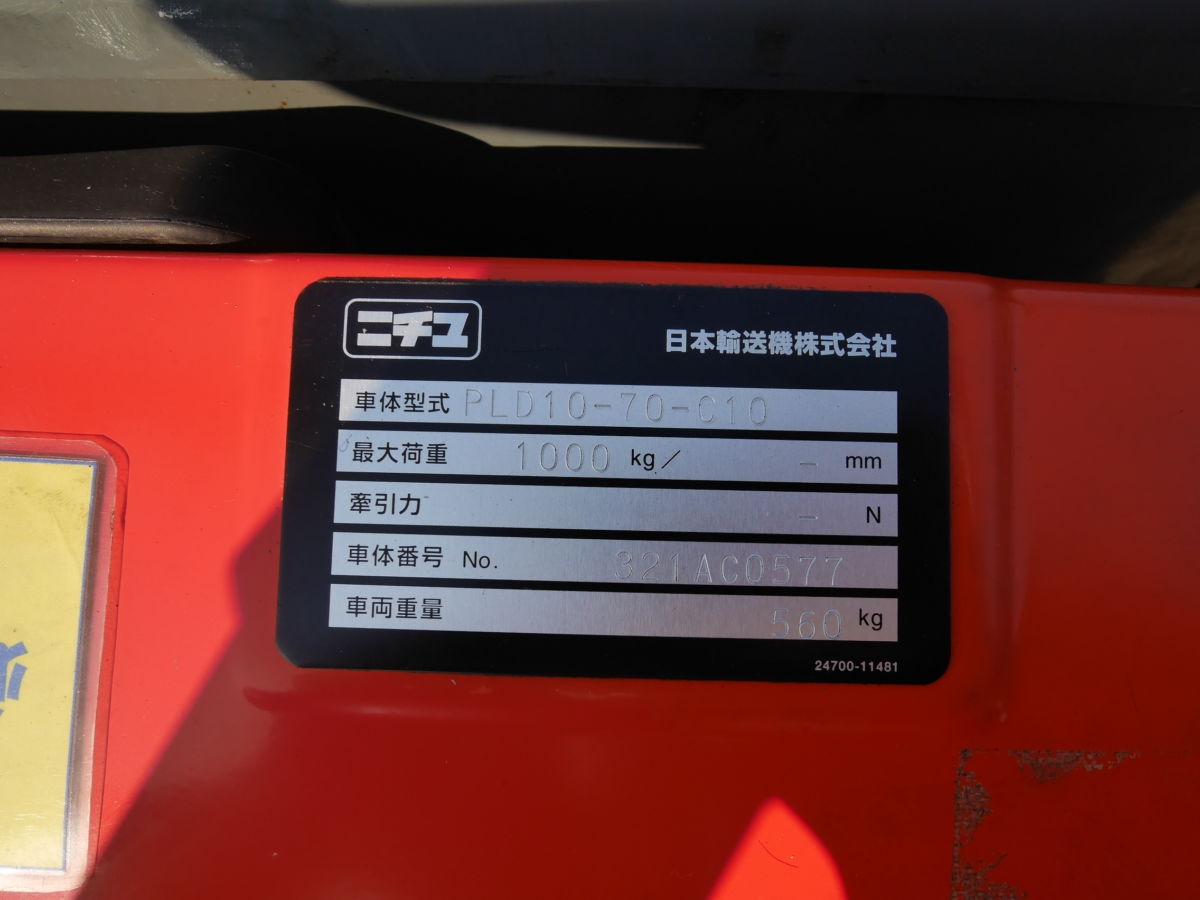 ニチユ 日本輸送機株式会社
車体型式 PLD10-70-C10
最大荷重 1000 kg/ - mm
牽引力 - N
車体番号 No. 321AC0577
車両重量 560 kg
24700-11481